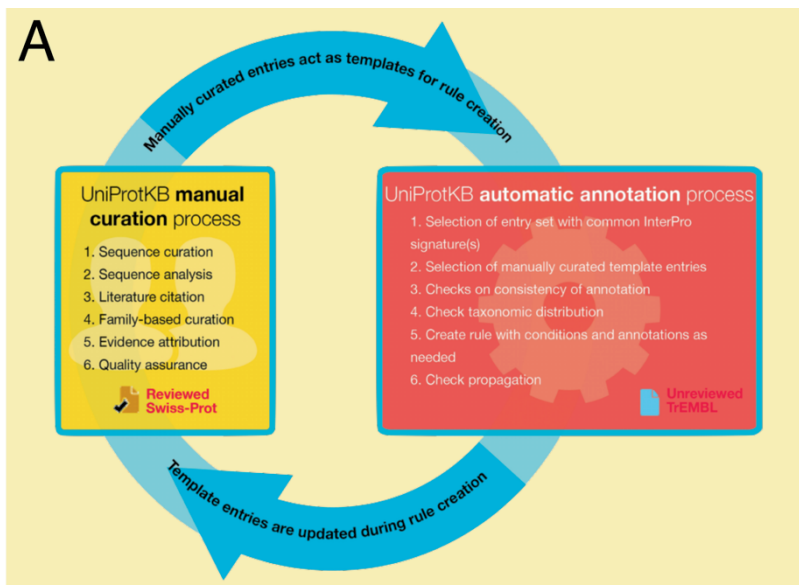 A
Manually curated entries act as templates for rule creation
UniProtKB manual
curation process
1. Sequence curation
2. Sequence analysis
3. Literature citation
4. Family-based curation
5. Evidence attribution
6. Quality assurance
Reviewed
Swiss-Prot
UniProtKB automatic annotation process
1. Selection of entry set with common InterPro
signature(s)
2. Selection of manually curated template entries
3. Checks on consistency of annotation
4. Check taxonomic distribution
5. Create rule with conditions and annotations as
needed
6. Check propagation
Unreviewed
TrEMBL
Template entries are updated during rule creation